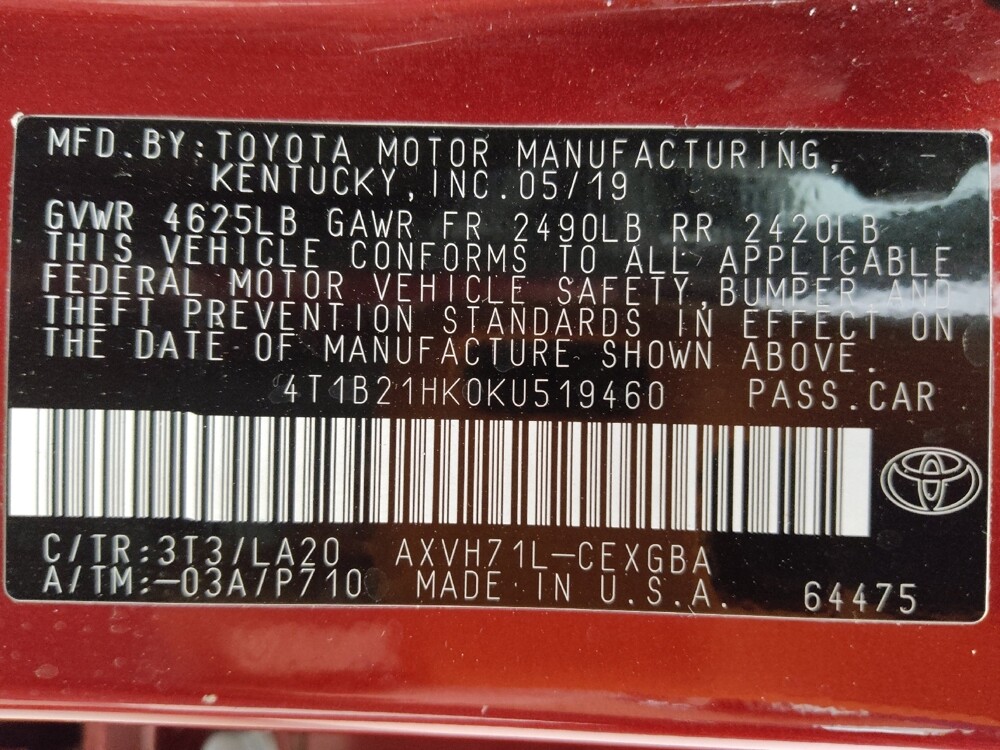 MFD.BY:TOYOTA MOTOR MANUFACTURING,
KENTUCKY, INC.05/19
GVWR 4625LB GAWR FR 2490LB RR 2420LB
THIS VEHICLE CONFORMS TO ALL APPLICABLE
FEDERAL MOTOR VEHICLE SAFETY,BUMPER,AND
THEFT PREVENTION STANDARDS IN EFFECT ON
THE DATE OF MANUFACTURE SHOWN ABOVE.
4T1B21HK0KU519460 PASS.CAR
C/TR:3T3/LA20 AXVH71L-CEXGBA
A/TM:-03A/P710 MADE IN U.S.A. 64475